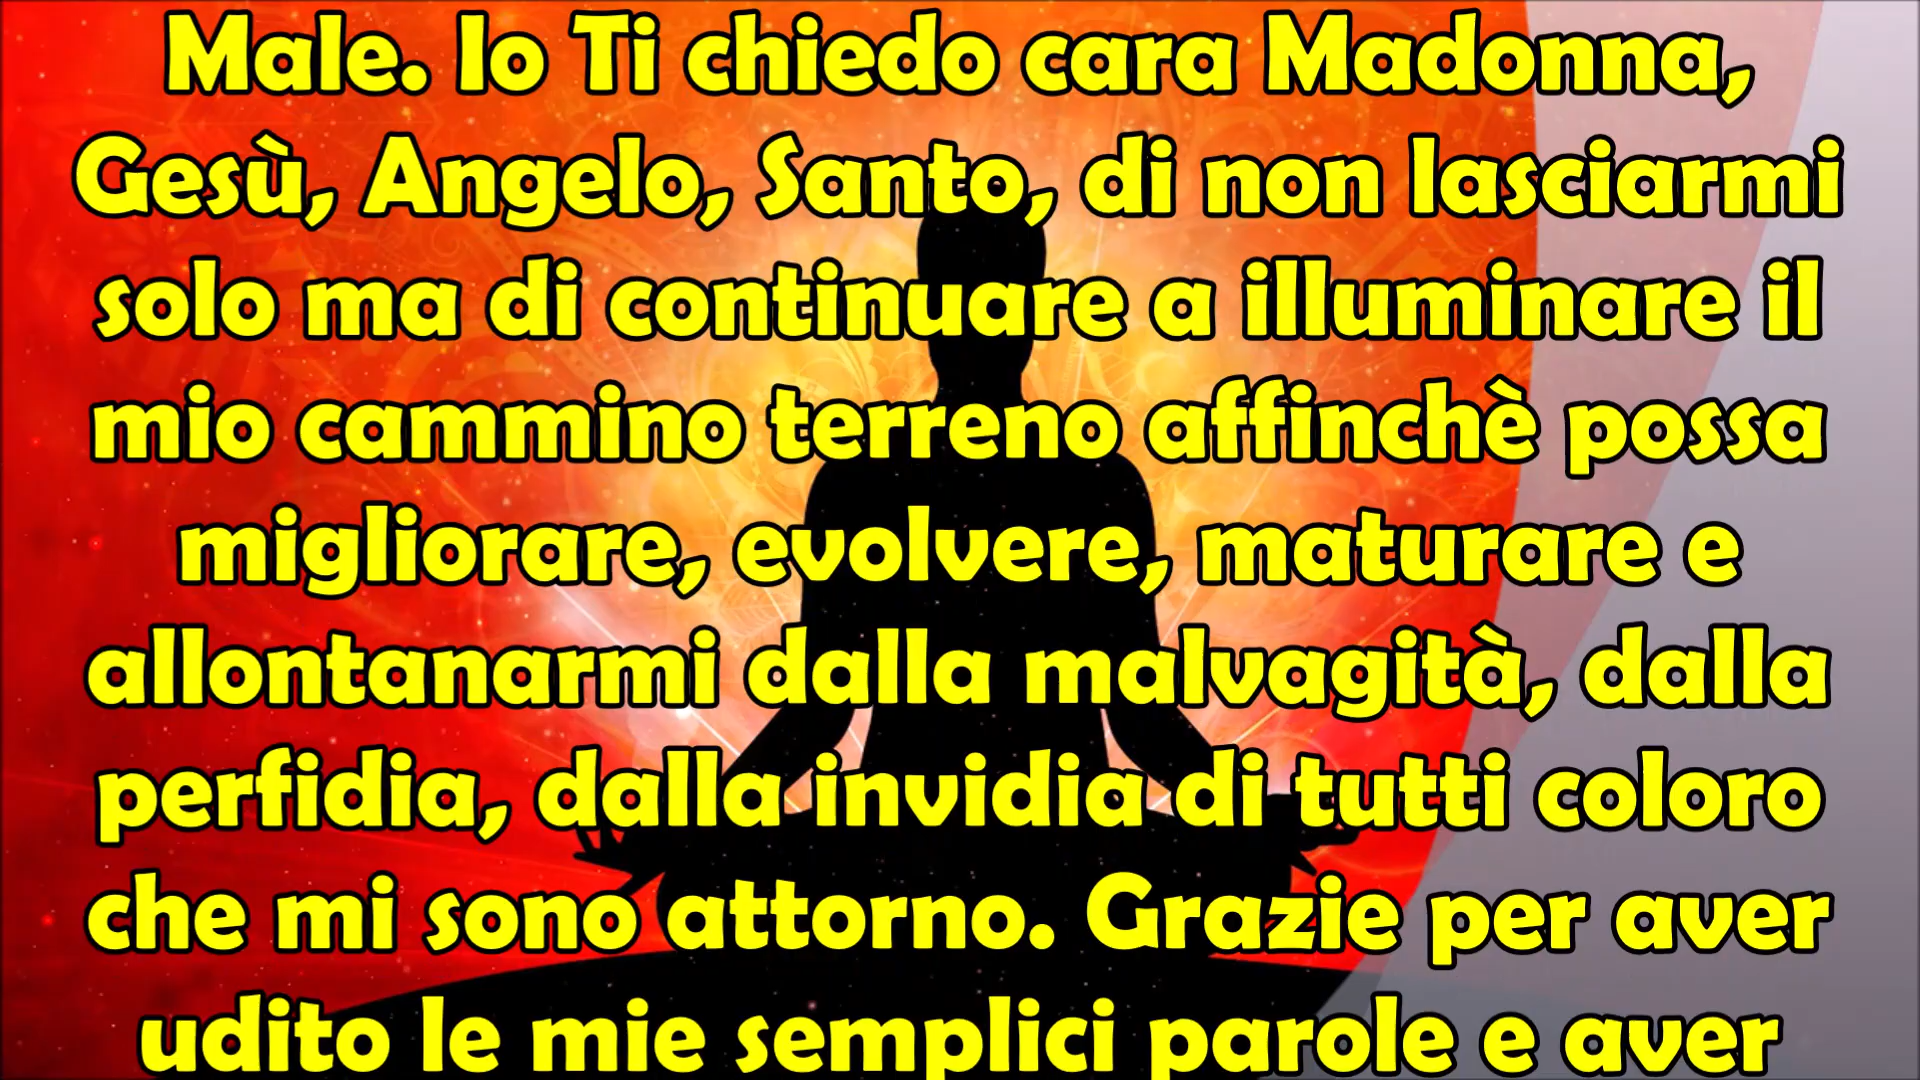 Male. Io Ti chiedo cara Madonna,
Gesù, Angelo, Santo, di non lasciarmi
solo ma di continuare a illuminare il
mio cammino terreno affinchè possa
migliorare, evolvere, maturare e
allontanarmi dalla malvagità, dalla
perfidia, dalla invidia di tutti coloro
che mi sono attorno. Grazie per aver
udito le mie semplici parole e aver